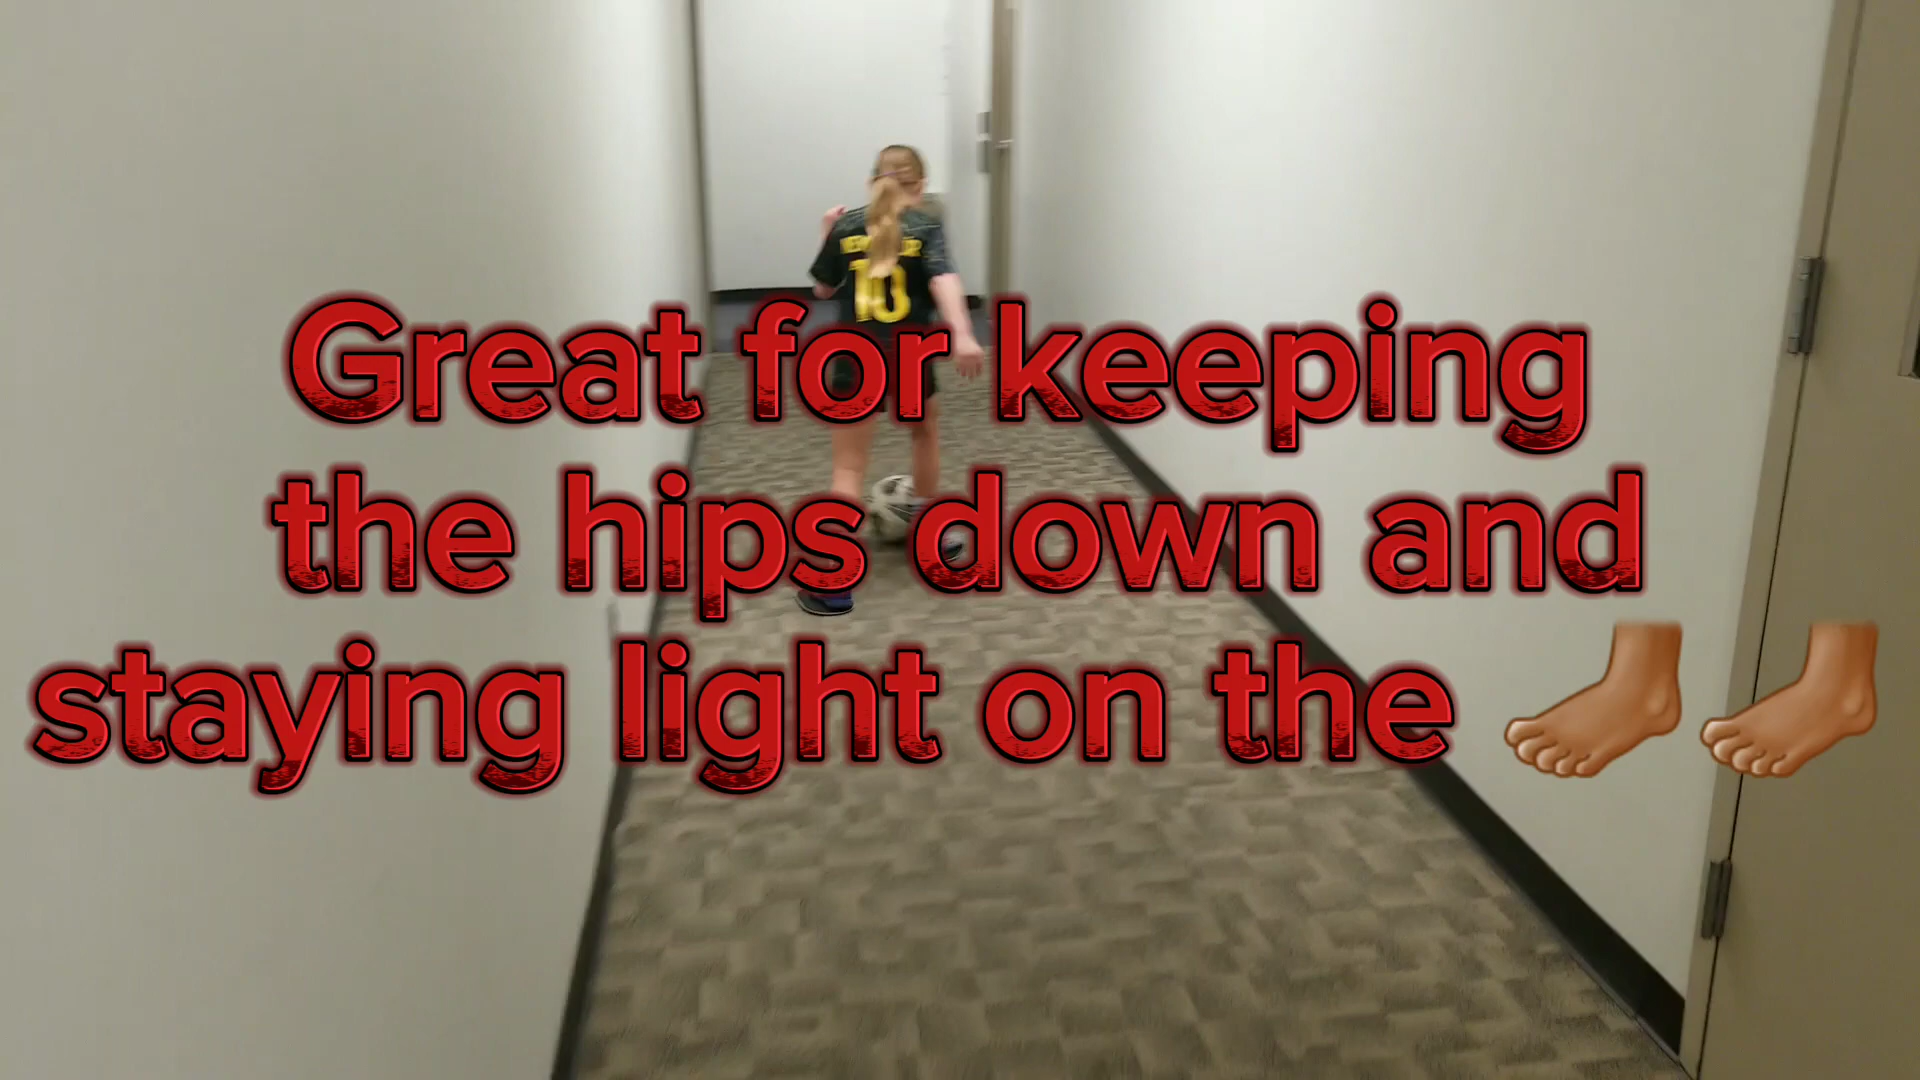 10
Great for keeping
the hips down and
staying light on the 🦶🏽🦶🏽